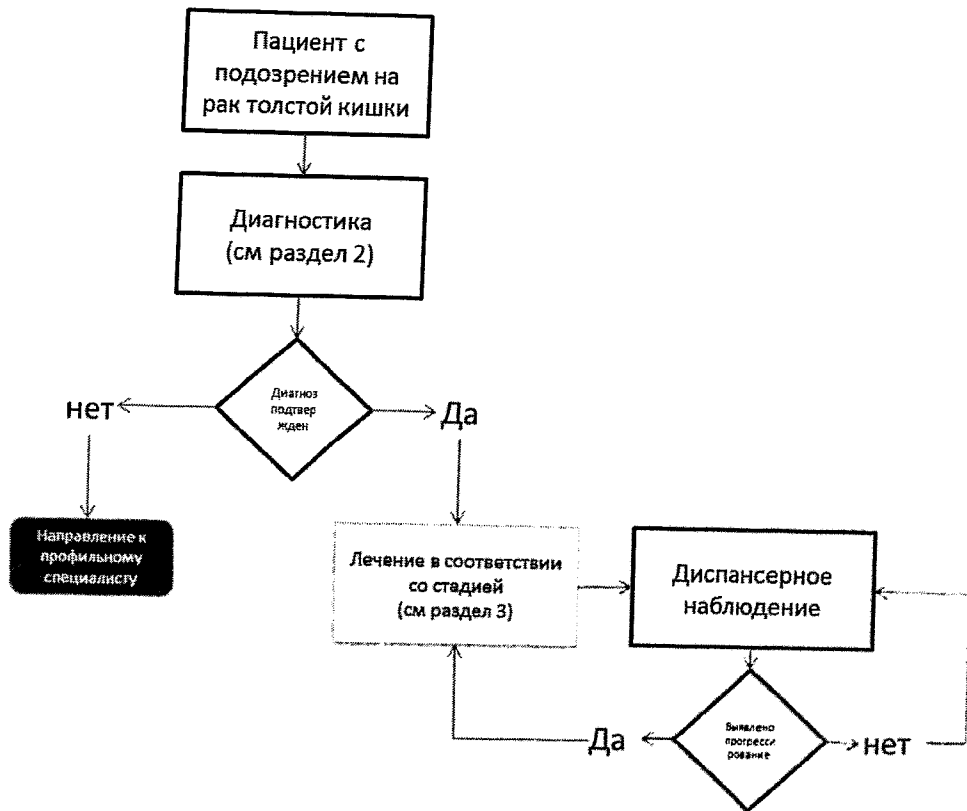 Пациент с
подозрением на
рак толстой кишки
Диагностика
(см раздел 2)
Диагноз
подтвер
жден
нет
Да
Направление к
профильному
специалисту
Лечение в соответствии
со стадией
(см раздел 3)
Диспансерное
наблюдение
Выявлено
прогресси
рование
Да
нет